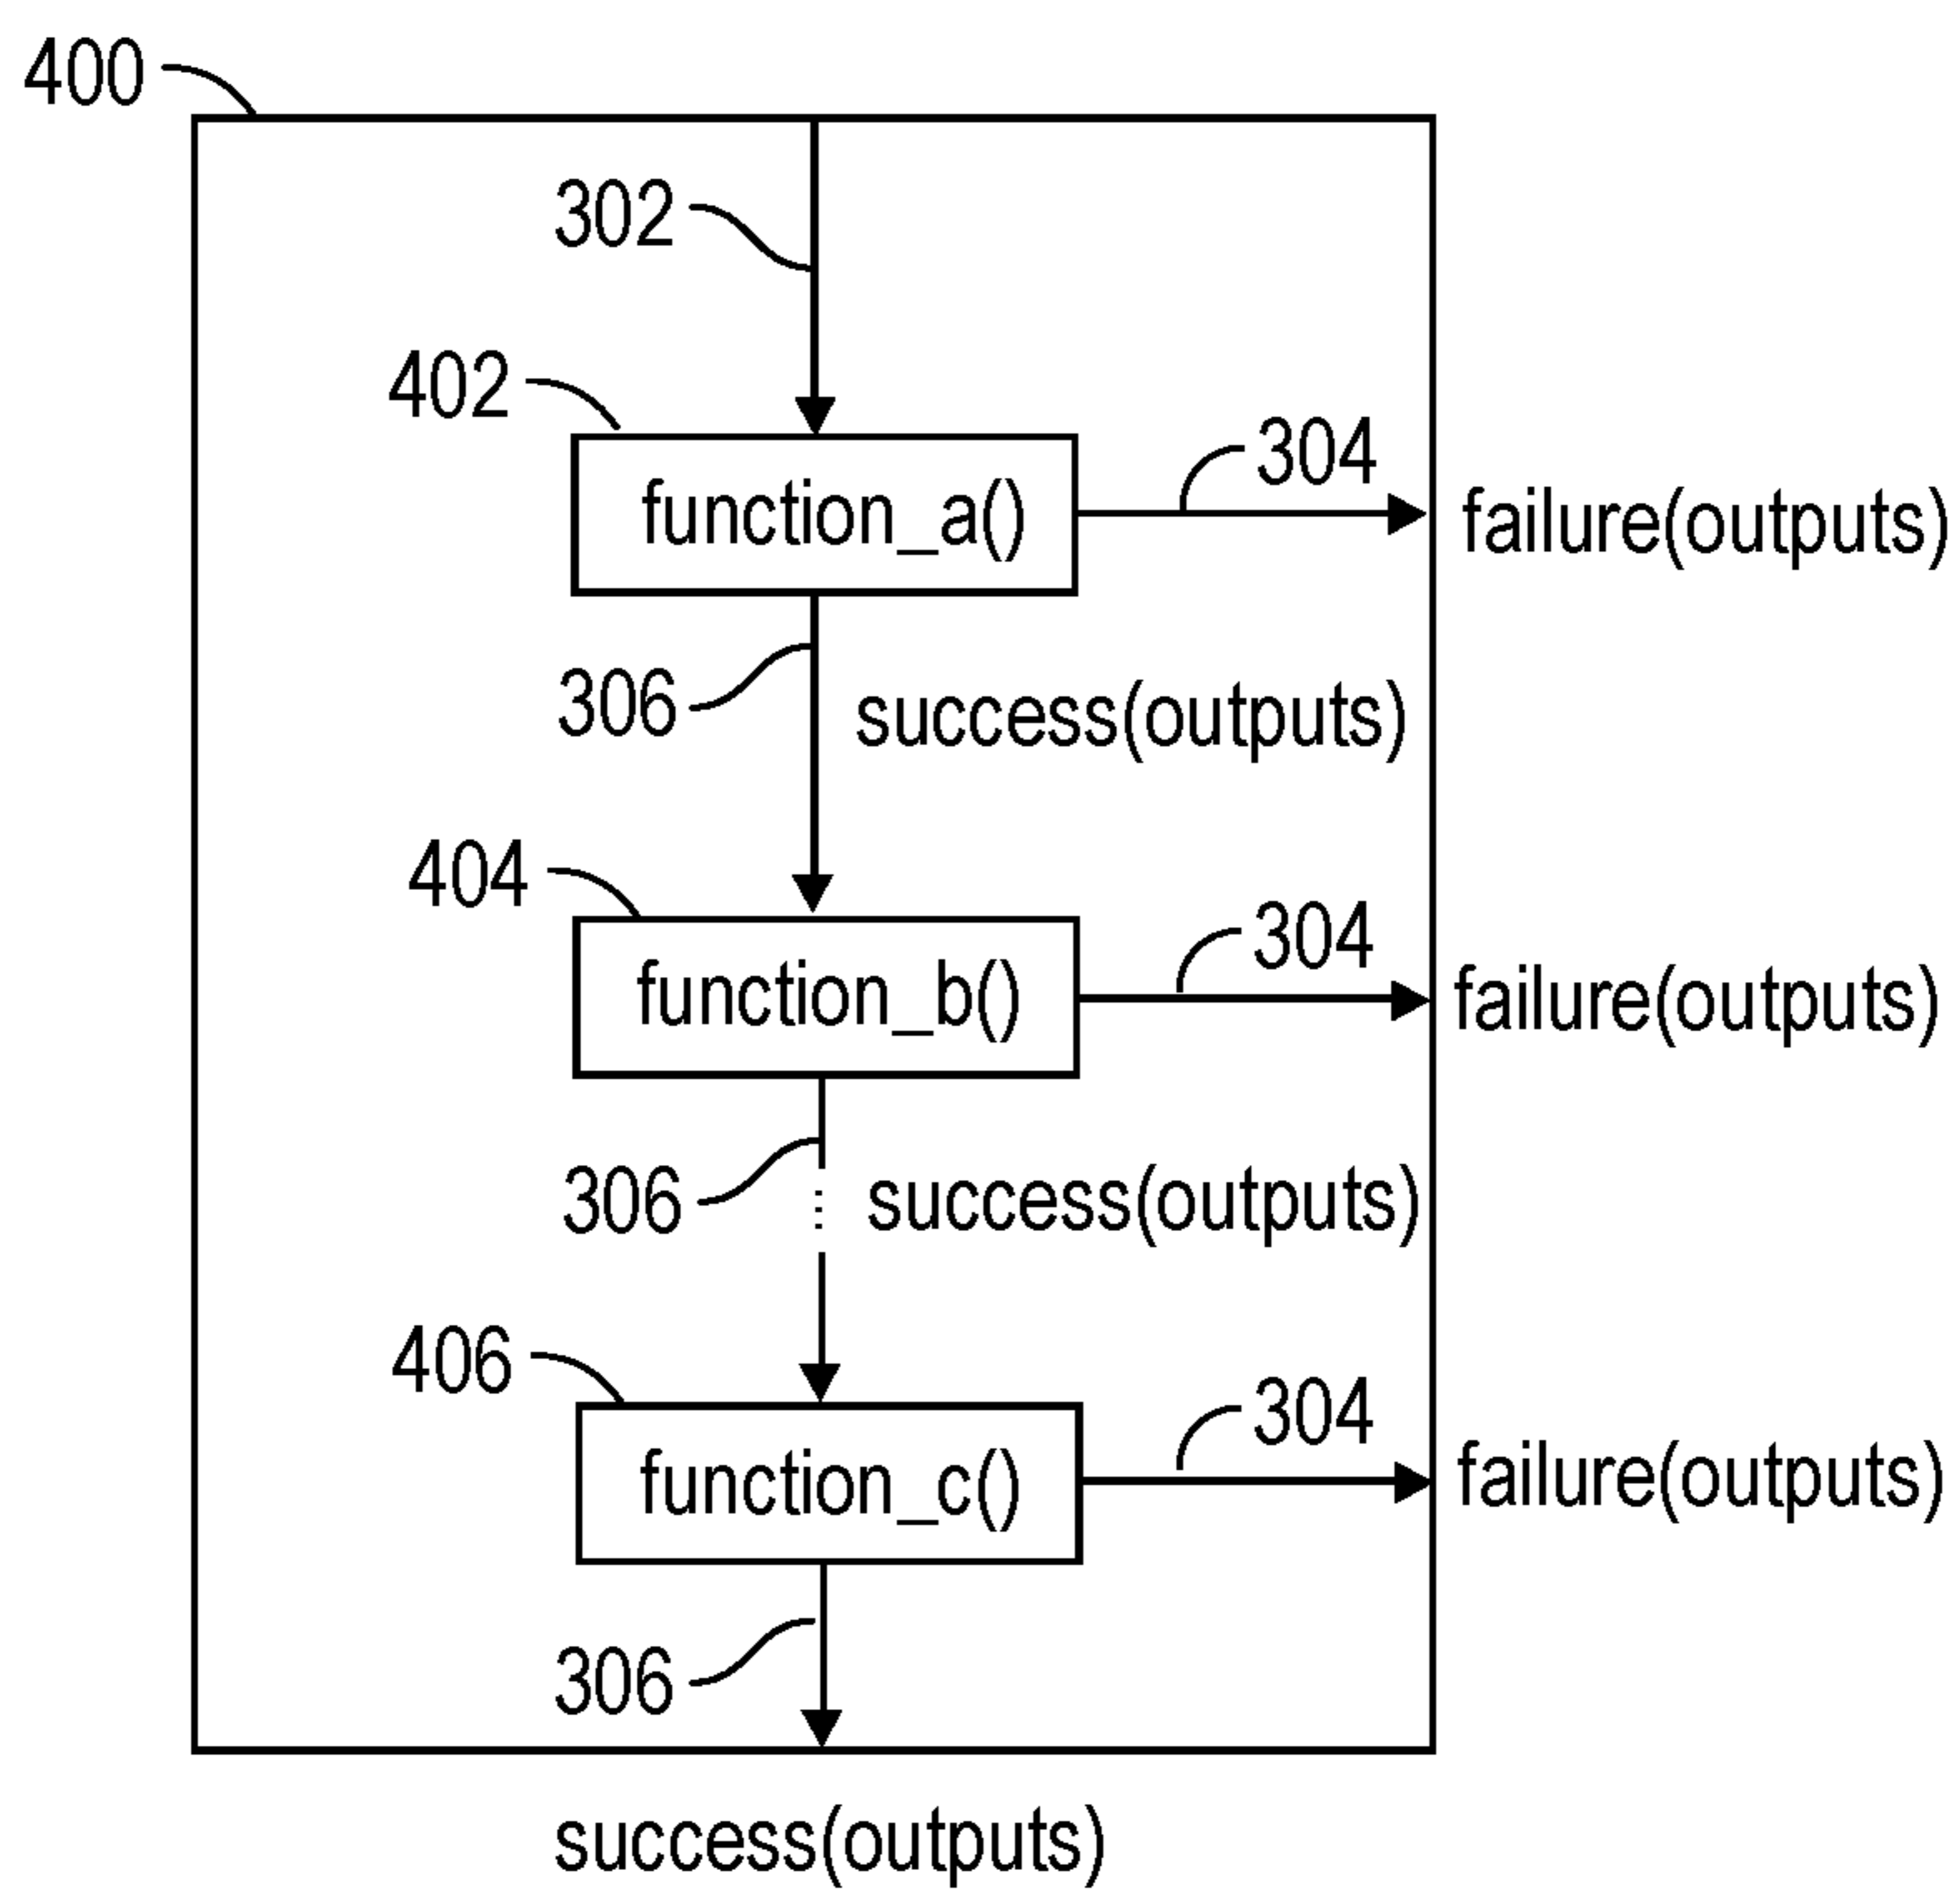 400
302
402
304
function_a()
failure(outputs)
306
success(outputs)
404
304
function_b()
failure(outputs)
306
success(outputs)
406
304
function_c()
failure(outputs)
306
success(outputs)